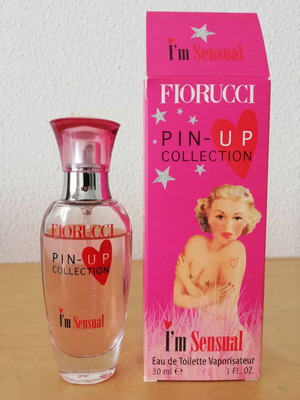 I'm Sensual
FIORUCCI
PIN-UP
COLLECTION
I'm Sensual
Eau de Toilette Vaporisateur
30 ml e 1 FL. OZ.
FIORUCCI
PIN-UP
COLLECTION
I'm Sensual